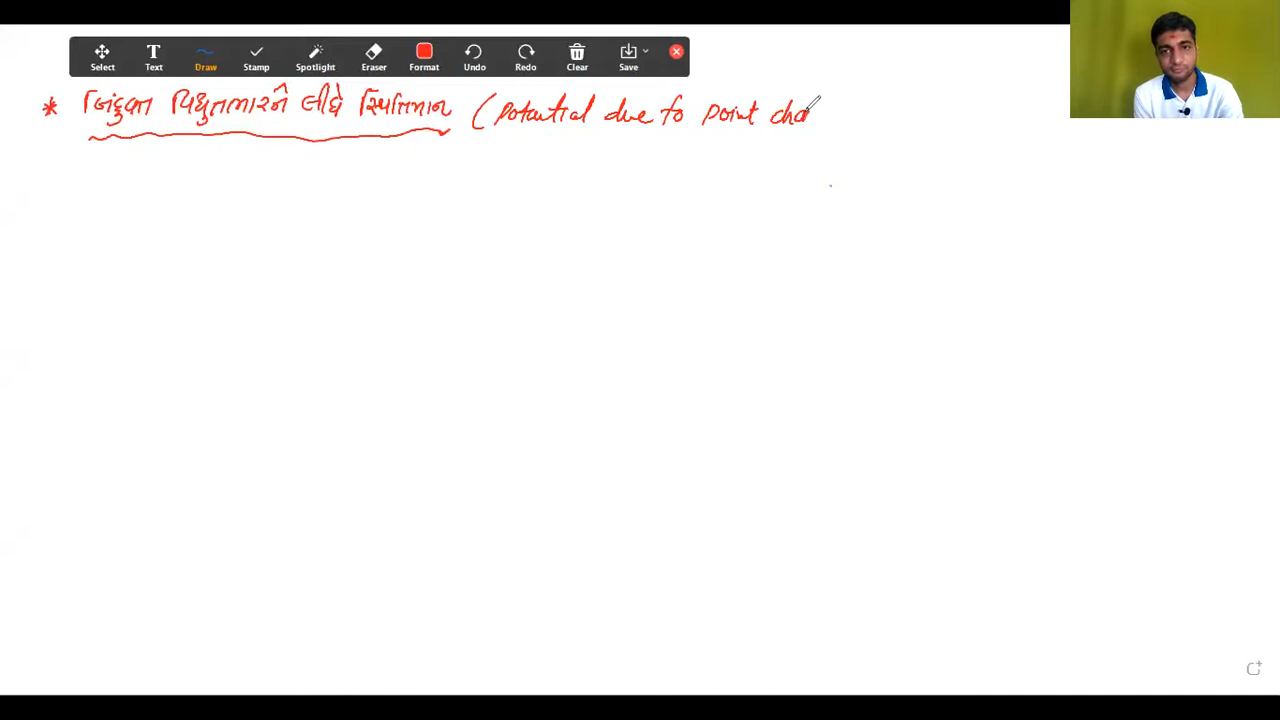 Select Text Draw Stamp Spotlight Eraser Format Undo Redo Clear Save
* બિંદુવત વિધુતભારને લીધે સ્થિતિમાન (Potential due to point cha